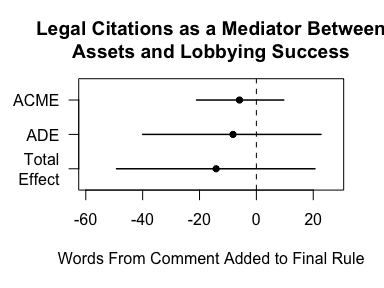 Legal Citations as a Mediator Between
Assets and Lobbying Success
ACME
ADE
Total
Effect
-60 -40 -20 0 20
Words From Comment Added to Final Rule